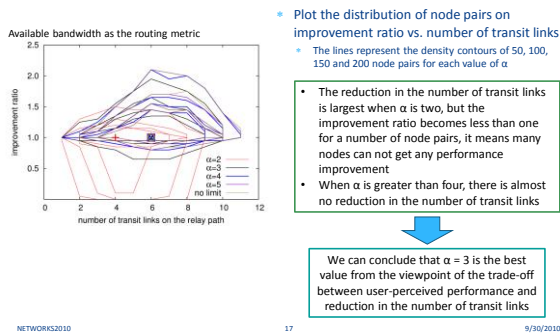 Available bandwidth as the routing metric
2.5
2.0
1.5
1.0
0.5
improvement ratio
0 2 4 6 8 10 12
number of transit links on the relay path
α=2
α=3
α=4
α=5
no limit
Plot the distribution of node pairs on
improvement ratio vs. number of transit links
The lines represent the density contours of 50, 100,
150 and 200 node pairs for each value of α
• The reduction in the number of transit links
is largest when α is two, but the
improvement ratio becomes less than one
for a number of node pairs, it means many
nodes can not get any performance
improvement
• When α is greater than four, there is almost
no reduction in the number of transit links
We can conclude that α = 3 is the best
value from the viewpoint of the trade-off
between user-perceived performance and
reduction in the number of transit links
NETWORKS2010
17